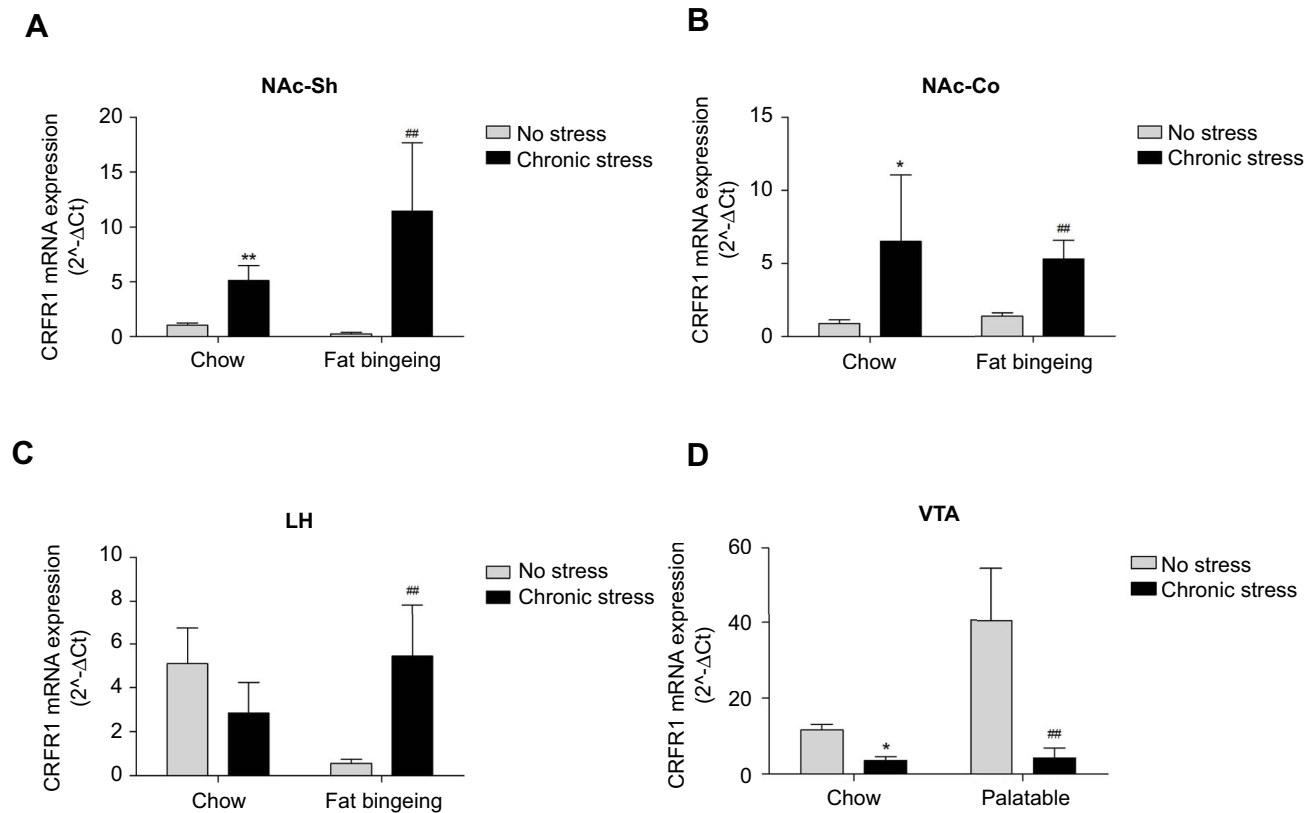 A
NAc-Sh
CRFR1 mRNA expression
(2^-ΔCt)
20
15
10
5
0
**
##
Chow
Fat bingeing
No stress
Chronic stress
B
NAc-Co
CRFR1 mRNA expression
(2^-ΔCt)
15
10
5
0
*
##
Chow
Fat bingeing
No stress
Chronic stress
C
LH
CRFR1 mRNA expression
(2^-ΔCt)
10
8
6
4
2
0
##
Chow
Fat bingeing
No stress
Chronic stress
D
VTA
CRFR1 mRNA expression
(2^-ΔCt)
60
40
20
0
*
##
Chow
Palatable
No stress
Chronic stress